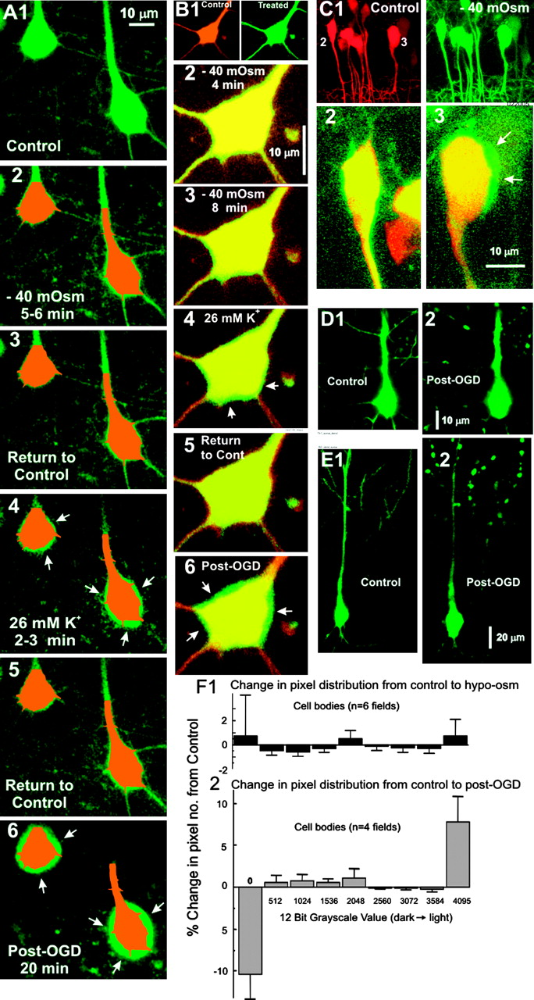 A1
10 μm
Control
2
- 40 mOsm
5-6 min
3
Return to
Control
4
26 mM K+
2-3 min
5
Return to
Control
6
Post-OGD
20 min
B1
Control
Treated
2
- 40 mOsm
4 min
10 μm
3
- 40 mOsm
8 min
4
26 mM K+
5
Return
to Cont
6
Post-OGD
C1
Control
- 40 mOsm
2
3
2
3
10 μm
D1
Control
2
Post-OGD
10 μm
E1
Control
2
Post-OGD
20 μm
F1
Change in pixel distribution from control to hypo-osm
Cell bodies (n=6 fields)
2
0
-2
2
Change in pixel distribution from control to post-OGD
Cell bodies (n=4 fields)
10
5
0
-5
-10
0
512
1024
1536
2048
2560
3072
3584
4095
12 Bit Grayscale Value (dark → light)
% Change in pixel no. from Control